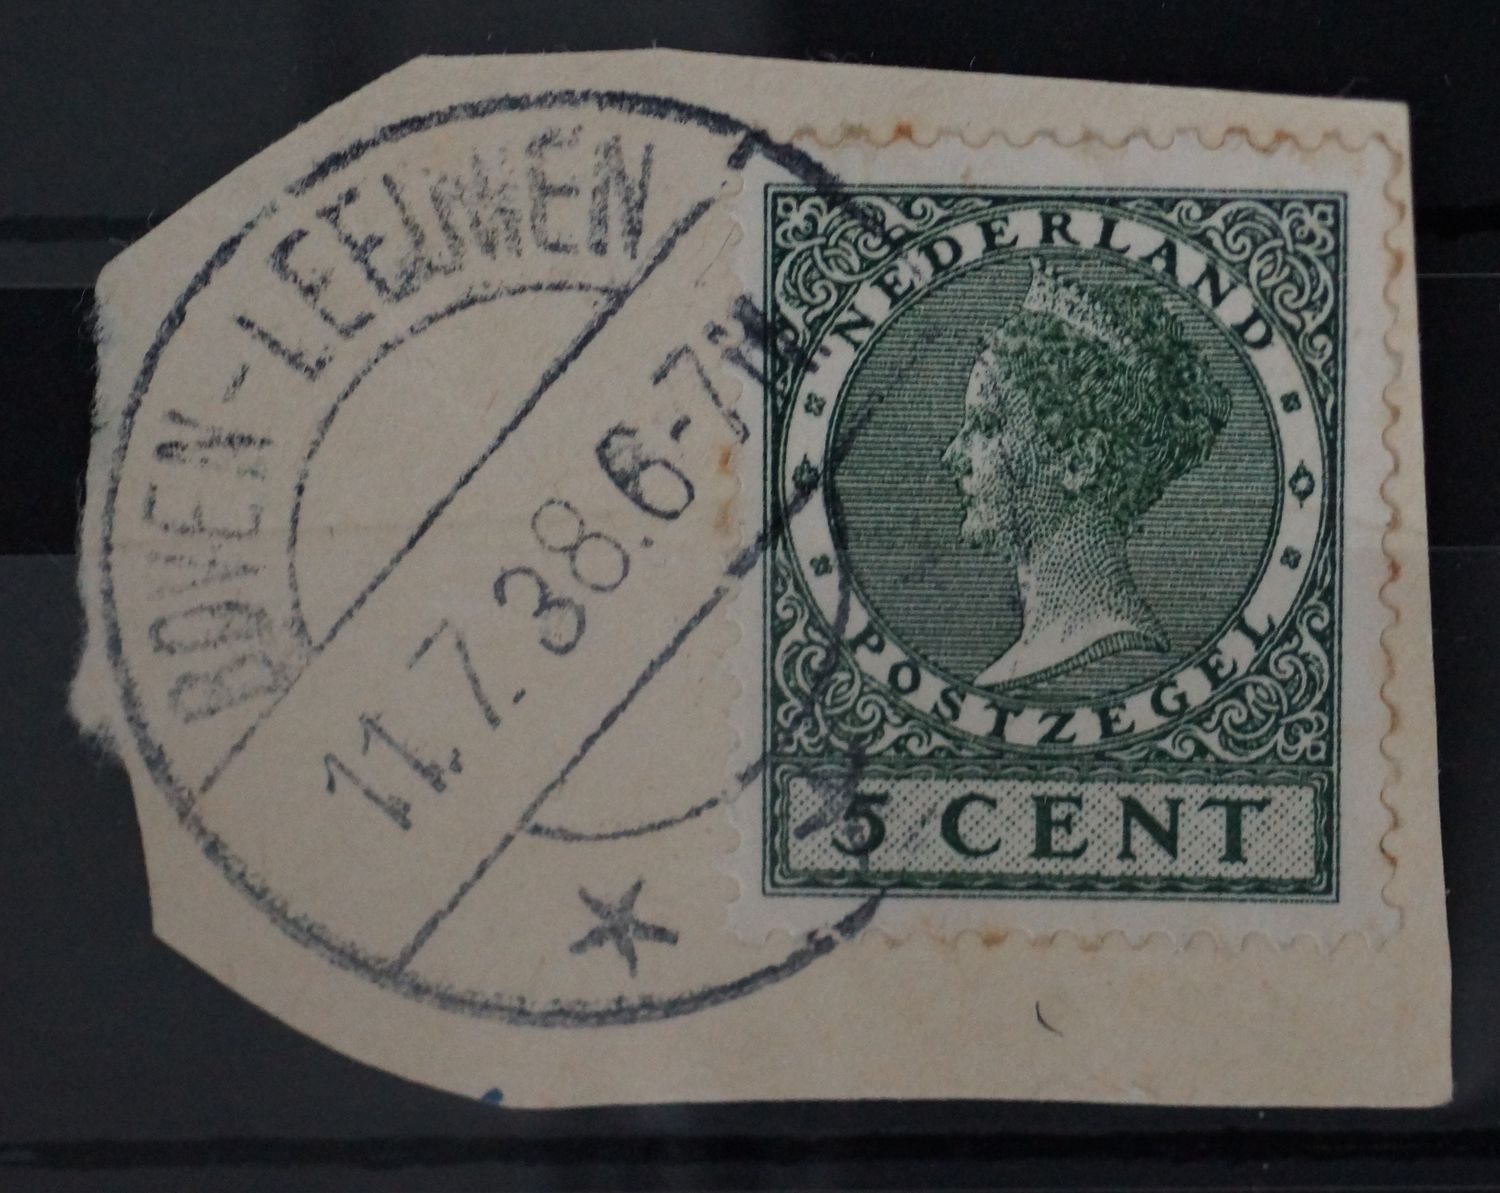 BOVEN-LEEUWEN
11.7.38.6-7N
NEDERLAND
POSTZEGEL
5 CENT